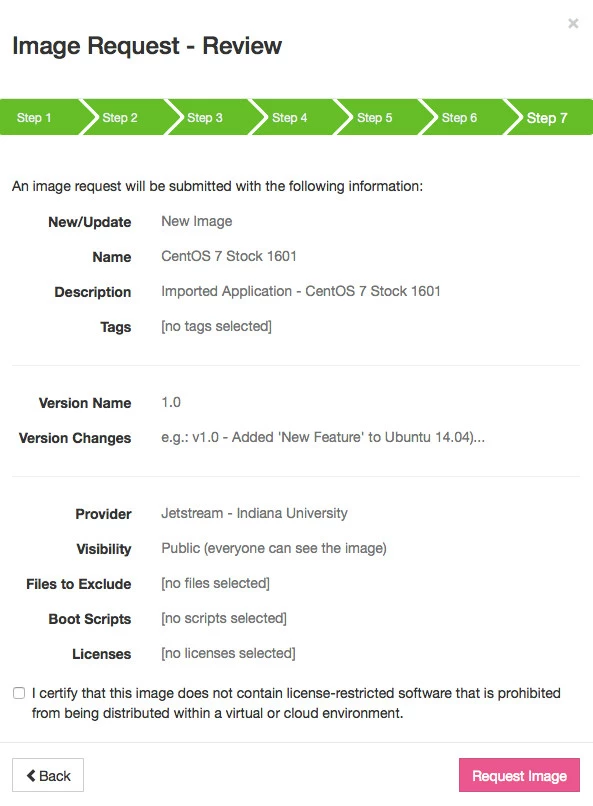 ×
Image Request - Review
Step 1 Step 2 Step 3 Step 4 Step 5 Step 6 Step 7
An image request will be submitted with the following information:
New/Update New Image
Name CentOS 7 Stock 1601
Description Imported Application - CentOS 7 Stock 1601
Tags [no tags selected]
Version Name 1.0
Version Changes e.g.: v1.0 - Added 'New Feature' to Ubuntu 14.04)...
Provider Jetstream - Indiana University
Visibility Public (everyone can see the image)
Files to Exclude [no files selected]
Boot Scripts [no scripts selected]
Licenses [no licenses selected]
I certify that this image does not contain license-restricted software that is prohibited
from being distributed within a virtual or cloud environment.
Back Request Image